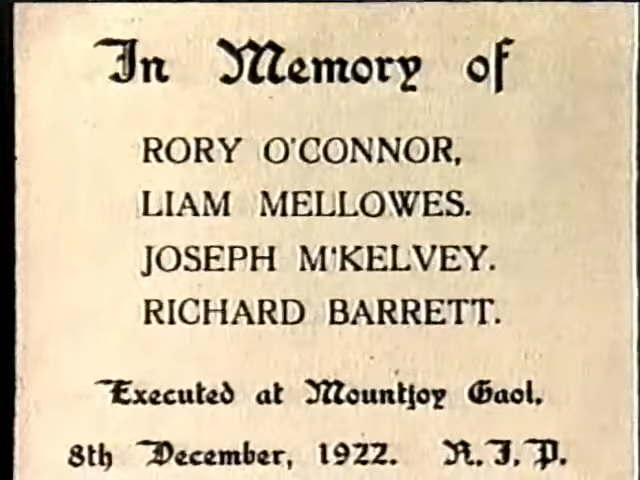 In Memory of
RORY O'CONNOR,
LIAM MELLOWES.
JOSEPH M'KELVEY.
RICHARD BARRETT.
Executed at Mountjoy Gaol.
8th December, 1922. R.I.P.